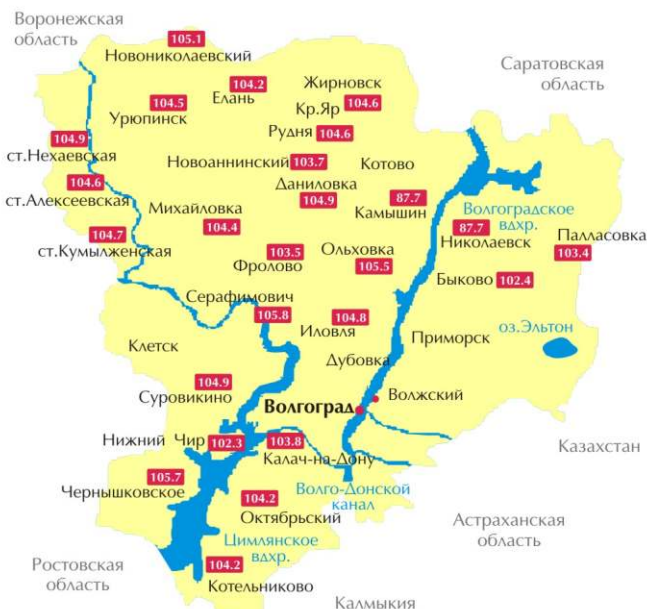 Воронежская
область
105.1
Новониколаевский
Саратовская
область
104.2
Елань
Жирновск
104.5
Урюпинск
Кр.Яр
104.6
Рудня
104.6
104.9
ст.Нехаевская
Новоаннинский
103.7
Котово
104.6
ст.Алексеевская
Даниловка
104.9
87.7
Камышин
Волгоградское
вдхр.
Михайловка
104.4
87.7
Николаевск
Палласовка
103.4
104.7
ст.Кумылженская
103.5
Фролово
Ольховка
105.5
Быково
102.4
Серафимович
105.8
104.8
Иловля
Приморск
оз.Эльтон
Клетск
Дубовка
104.9
Суровикино
Волгоград
Волжский
Нижний Чир
102.3
103.8
Калач-на-Дону
Казахстан
105.7
Чернышковское
104.2
Октябрьский
Волго-Донской
канал
Астраханская
область
Цимлянское
вдхр.
Ростовская
область
104.2
Котельниково
Калмыкия